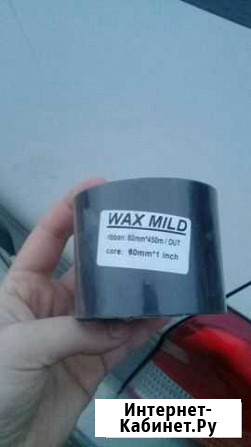 WAX MILD
ribbon: 60mm*450m / OUT
core: 60mm*1 inch
Интернет-
Кабинет.Ру